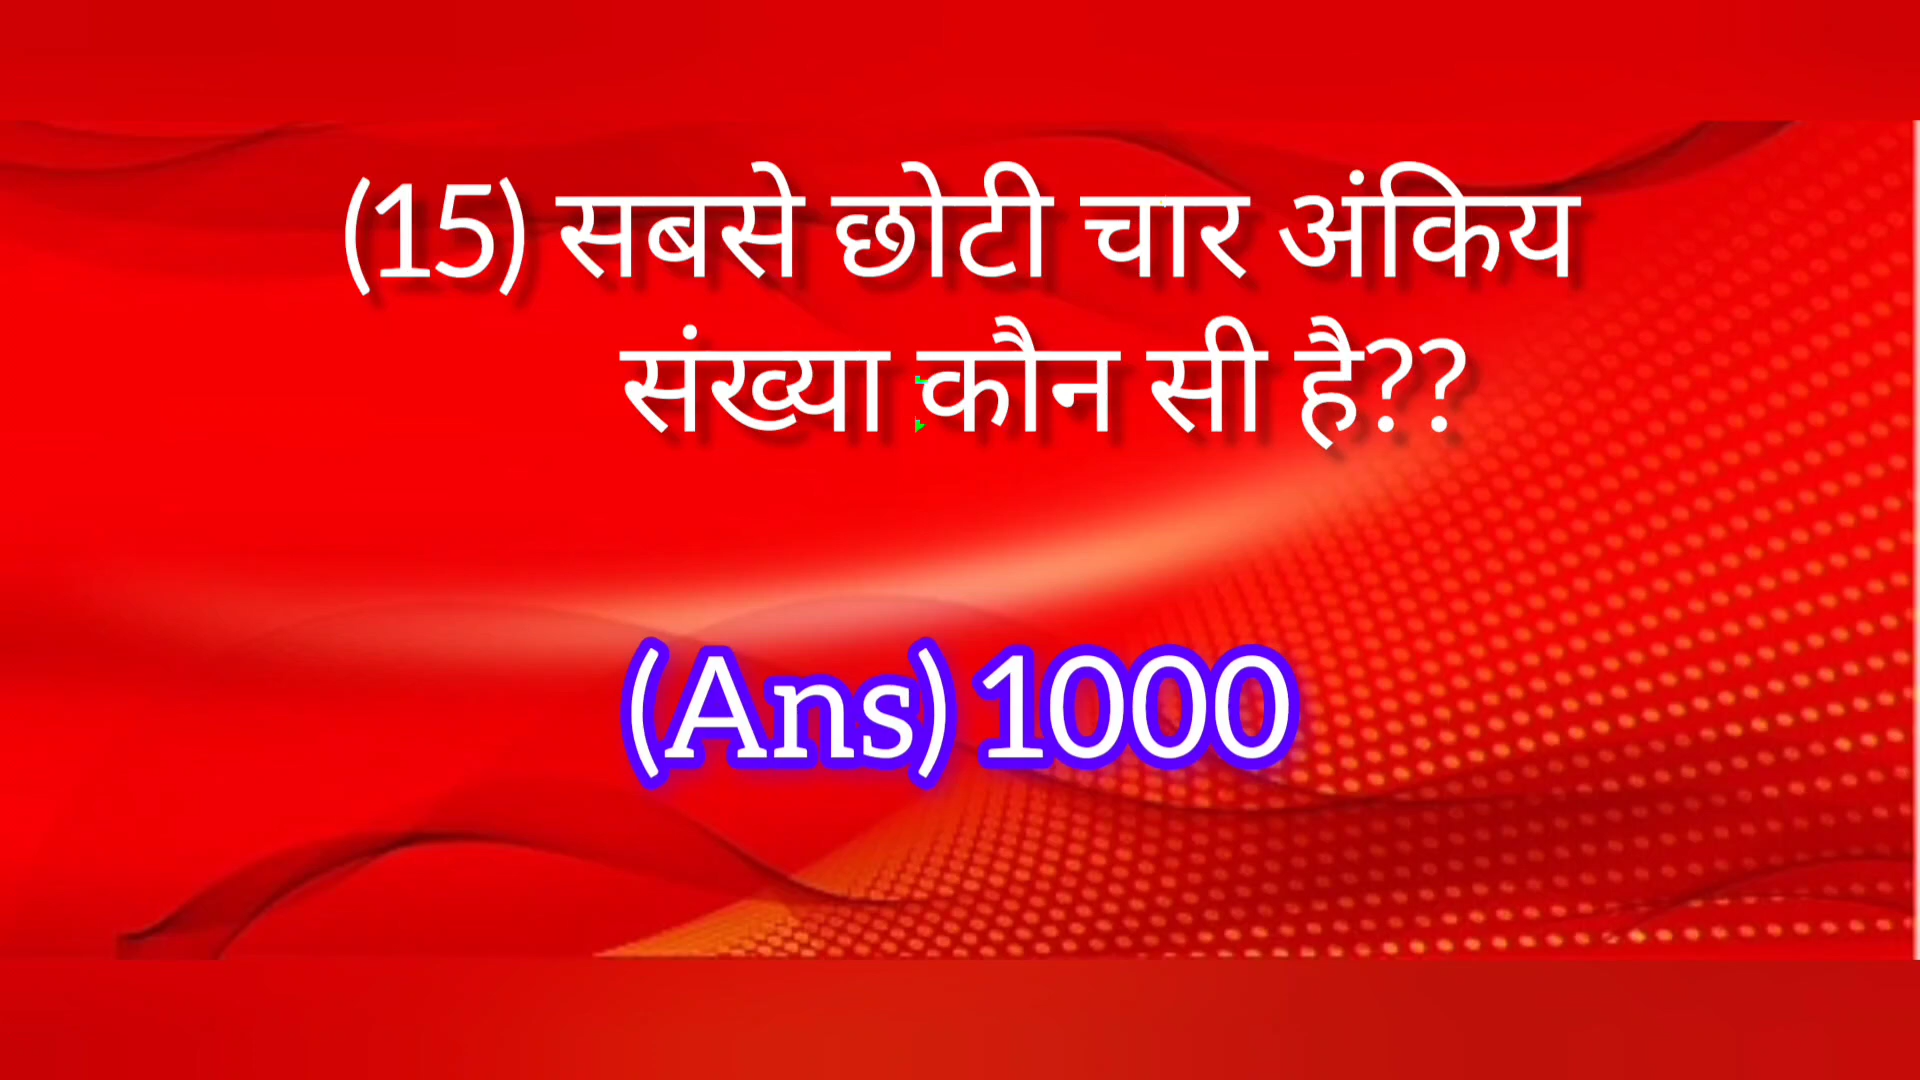 (15) सबसे छोटी चार अंकिय
संख्या कौन सी है??
(Ans) 1000